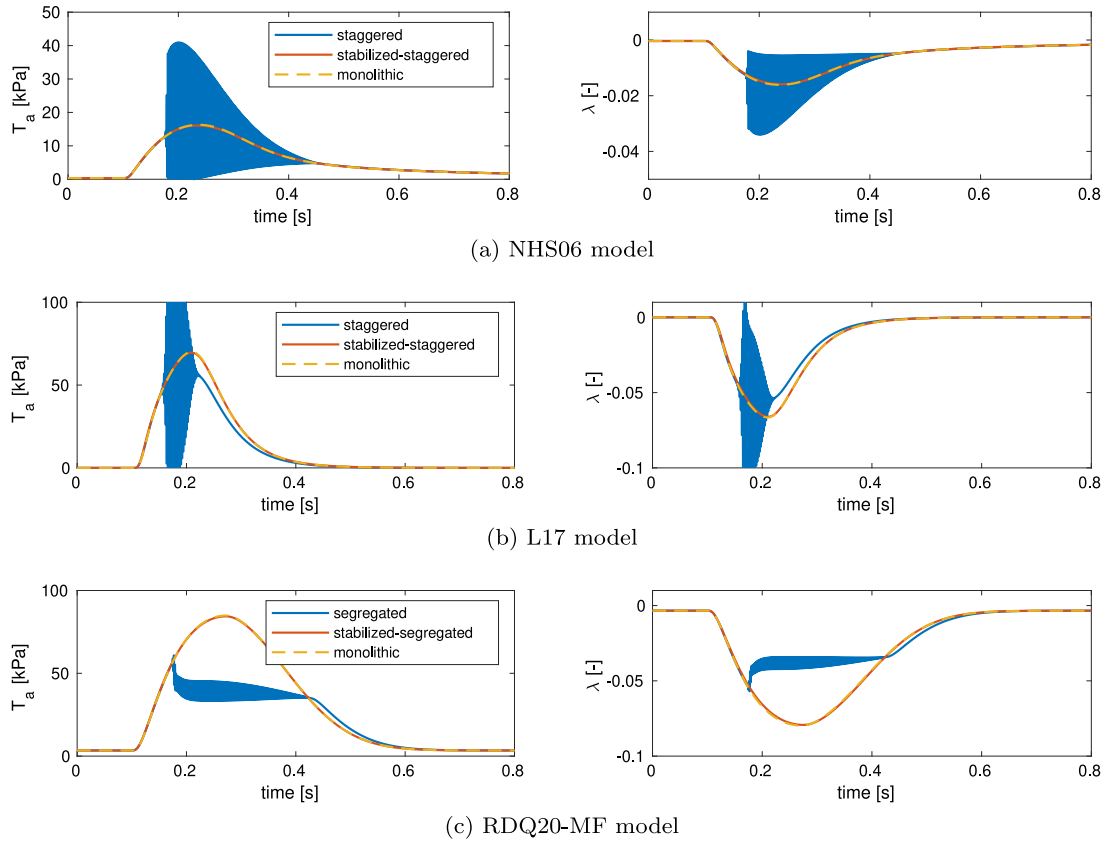 50
40
30
20
10
0
T_a [kPa]
staggered
stabilized-staggered
monolithic
0 0.2 0.4 0.6 0.8
time [s]
0
-0.02
-0.04
λ [-]
0 0.2 0.4 0.6 0.8
time [s]
(a) NHS06 model
100
50
0
T_a [kPa]
staggered
stabilized-staggered
monolithic
0 0.2 0.4 0.6 0.8
time [s]
0
-0.05
-0.1
λ [-]
0 0.2 0.4 0.6 0.8
time [s]
(b) L17 model
100
50
0
T_a [kPa]
segregated
stabilized-segregated
monolithic
0 0.2 0.4 0.6 0.8
time [s]
0
-0.05
-0.1
λ [-]
0 0.2 0.4 0.6 0.8
time [s]
(c) RDQ20-MF model